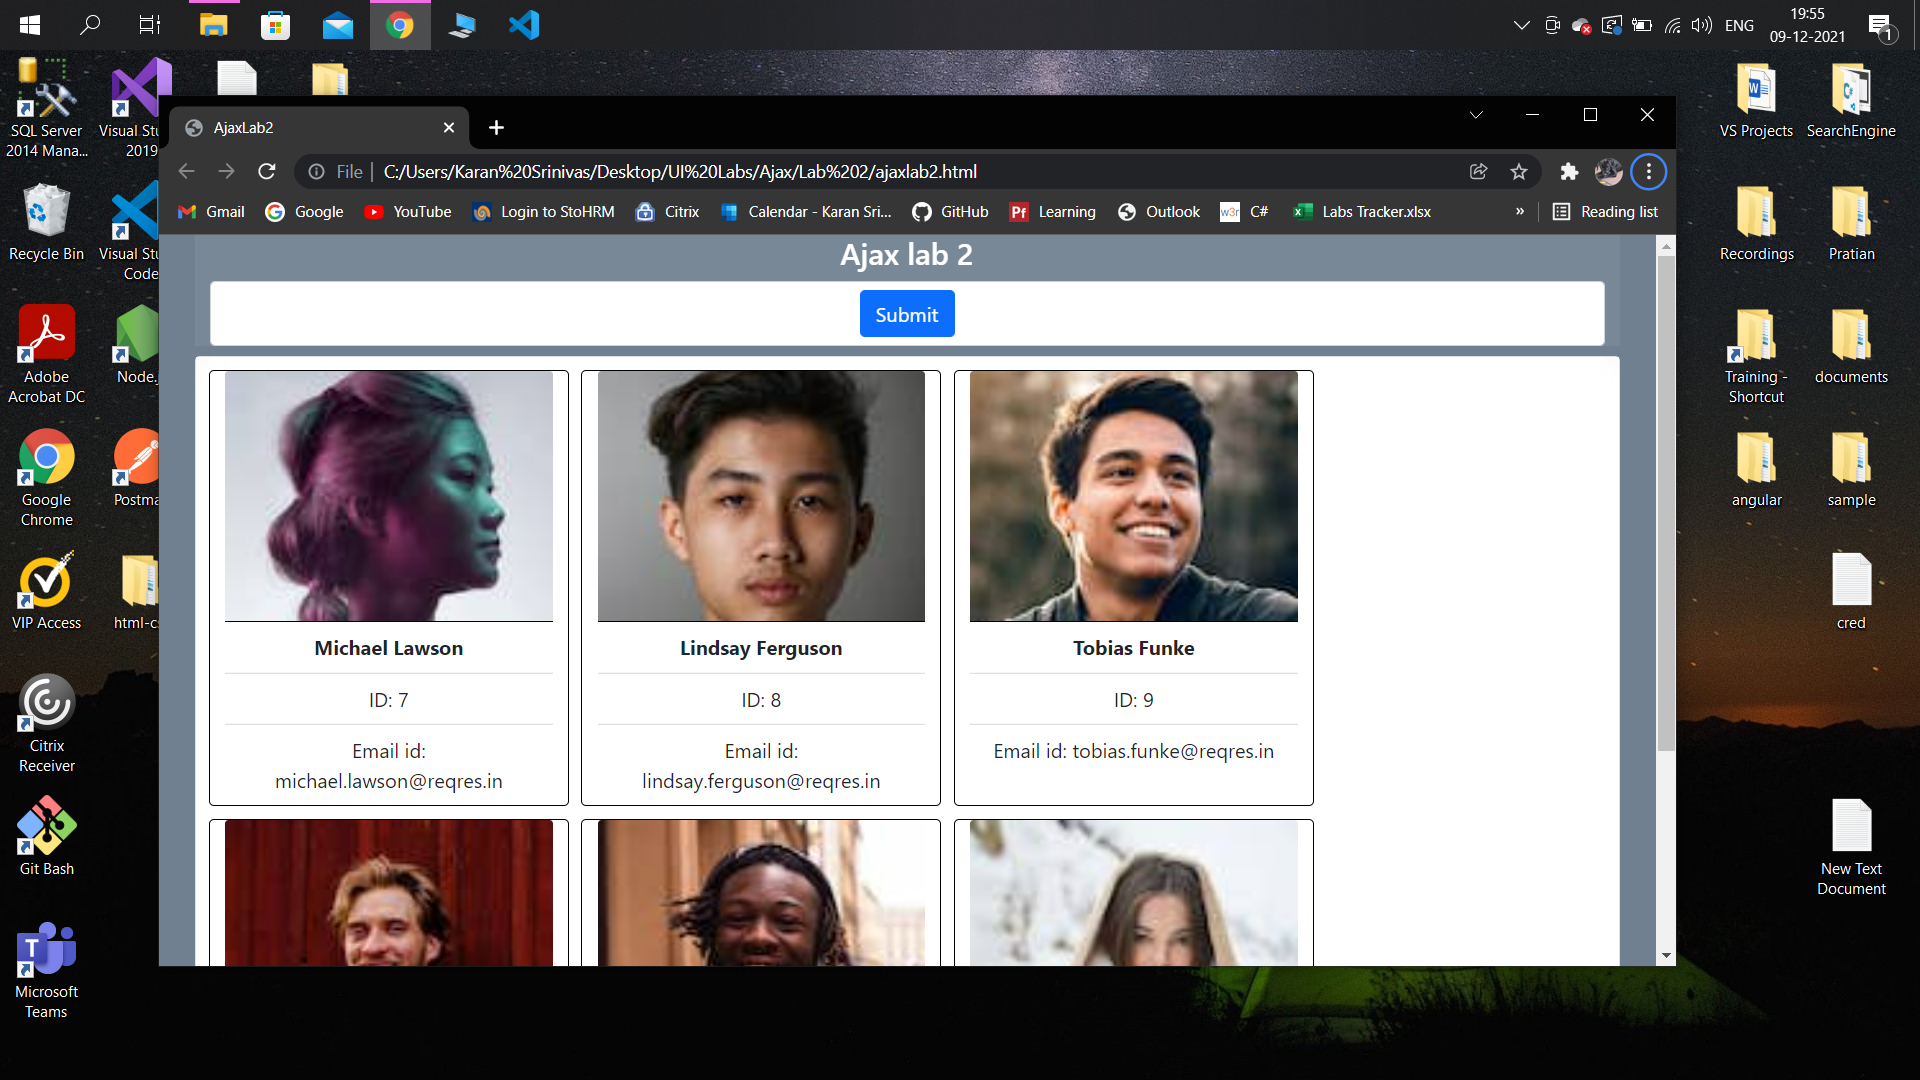 ENG
19:55
09-12-2021
1
SQL Server
2014 Mana...
Visual Stu
2019
AjaxLab2
VS Projects
SearchEngine
File
C:/Users/Karan%20Srinivas/Desktop/UI%20Labs/Ajax/Lab%202/ajaxlab2.html
Gmail
Google
YouTube
Login to StoHRM
Citrix
Calendar - Karan Sri...
GitHub
Pf Learning
Outlook
w3r C#
Labs Tracker.xlsx
»
Reading list
Recycle Bin
Visual Stu
Code
Recordings
Pratian
Ajax lab 2
Submit
Adobe
Acrobat DC
Node.j
Training -
Shortcut
documents
Google
Chrome
Postma
angular
sample
VIP Access
html-c
cred
Michael Lawson
ID: 7
Email id:
michael.lawson@reqres.in
Lindsay Ferguson
ID: 8
Email id:
lindsay.ferguson@reqres.in
Tobias Funke
ID: 9
Email id: tobias.funke@reqres.in
Citrix
Receiver
Git Bash
New Text
Document
Microsoft
Teams